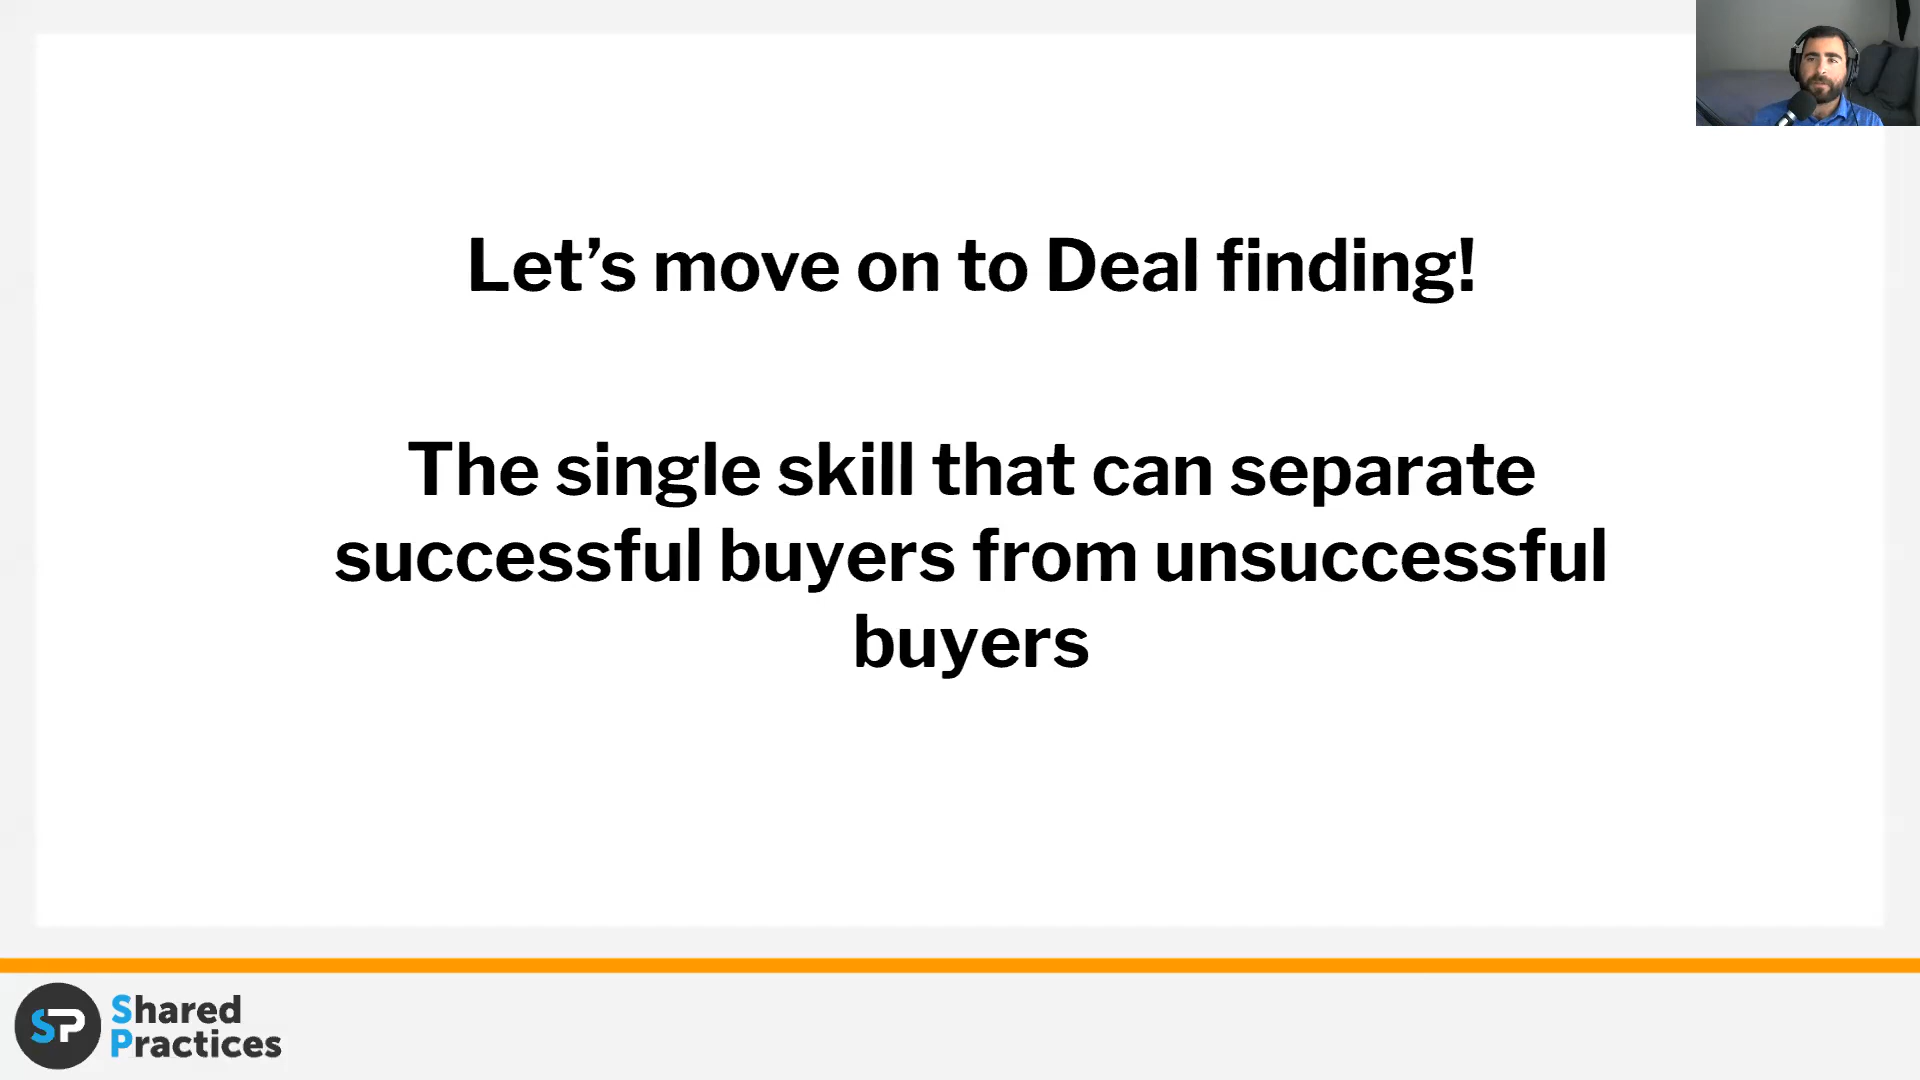 Let’s move on to Deal finding!
The single skill that can separate
successful buyers from unsuccessful
buyers
SP
Shared
Practices